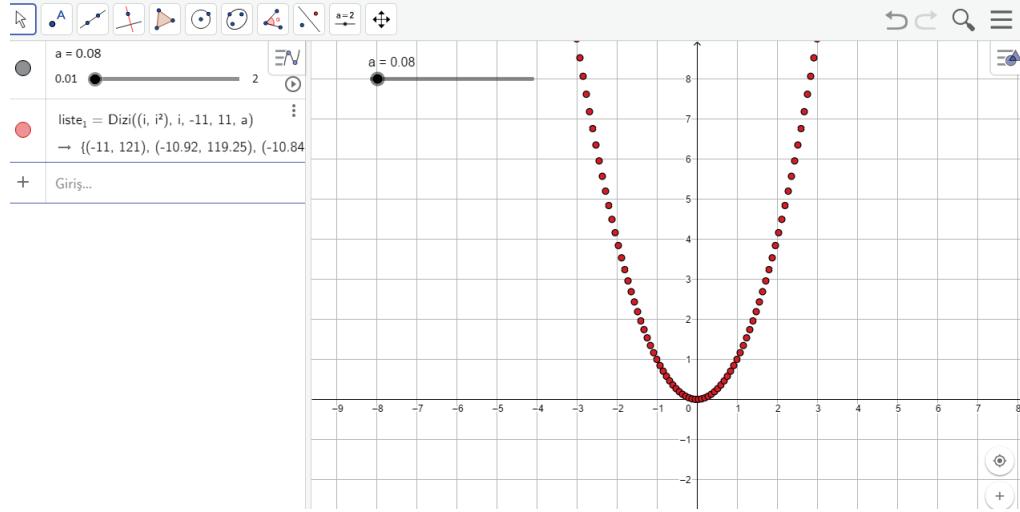 A
a=2
a = 0.08
0.01
2
liste₁ = Dizi((i, i²), i, -11, 11, a)
→ {(-11, 121), (-10.92, 119.25), (-10.84
+
Giriş...
a = 0.08
8
7
6
5
4
3
2
1
–9 –8 –7 –6 –5 –4 –3 –2 –1 0 1 2 3 4 5 6 7 8
–1
–2